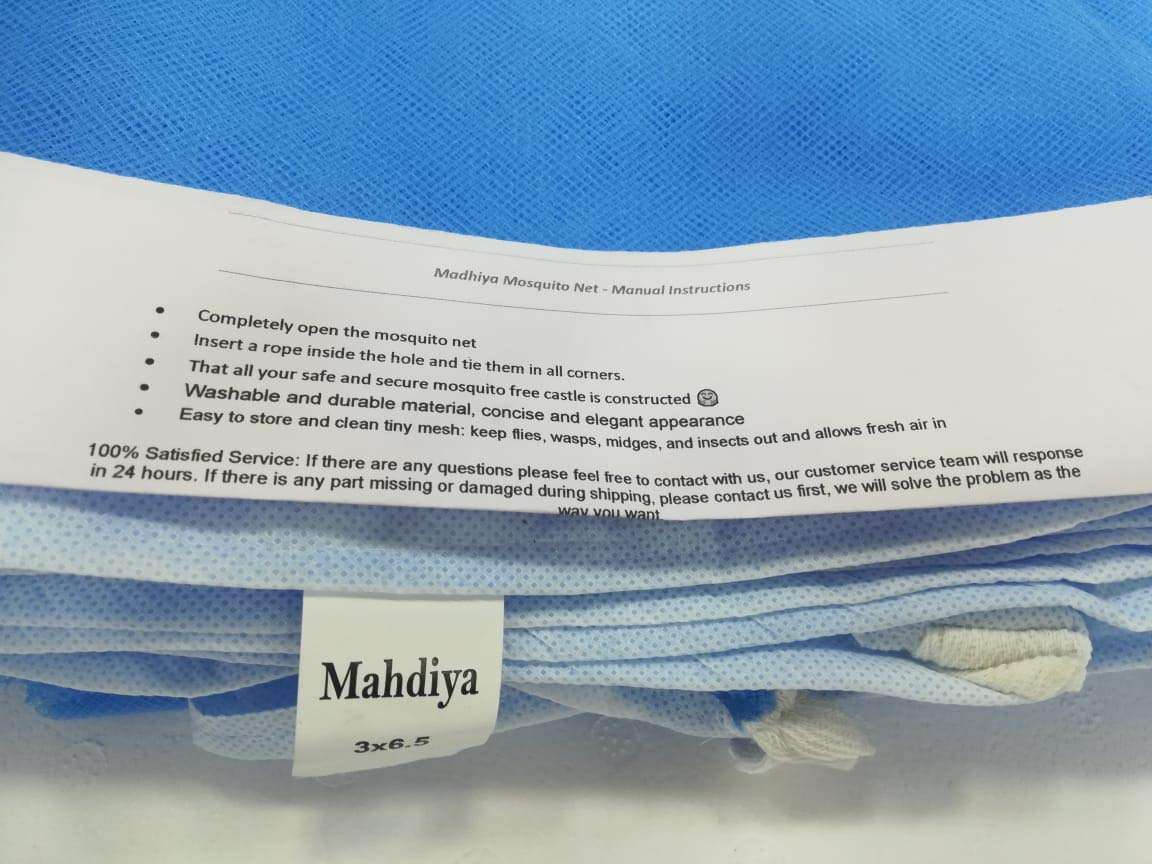 Madhiya Mosquito Net - Manual Instructions
• Completely open the mosquito net
• Insert a rope inside the hole and tie them in all corners.
• That all your safe and secure mosquito free castle is constructed 🤗
• Washable and durable material, concise and elegant appearance
• Easy to store and clean tiny mesh: keep flies, wasps, midges, and insects out and allows fresh air in
100% Satisfied Service: If there are any questions please feel free to contact with us, our customer service team will response
in 24 hours. If there is any part missing or damaged during shipping, please contact us first, we will solve the problem as the
way you want
Mahdiya
3x6.5